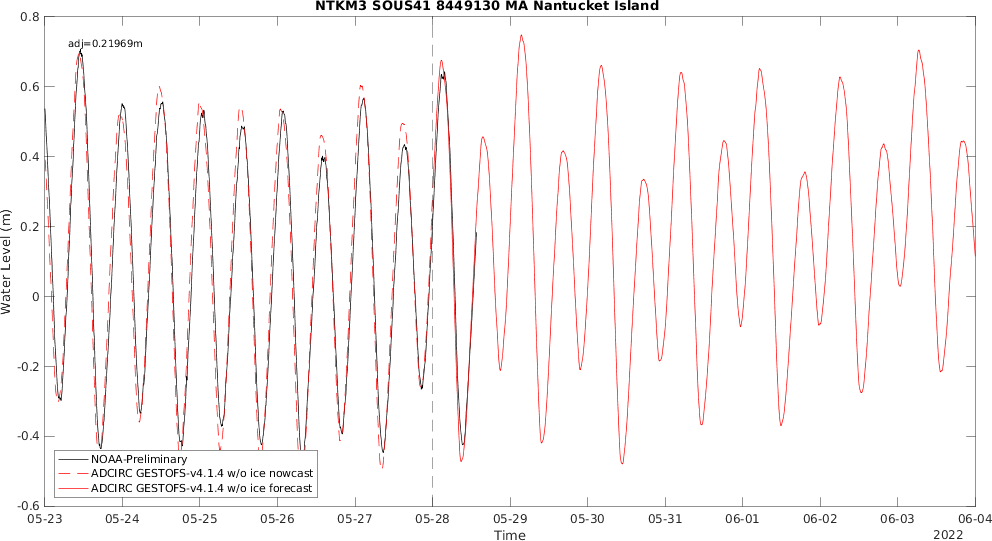 NTKM3 SOUS41 8449130 MA Nantucket Island
adj=0.21969m
0.8
0.6
0.4
0.2
0
-0.2
-0.4
-0.6
Water Level (m)
NOAA-Preliminary
ADCIRC GESTOFS-v4.1.4 w/o ice nowcast
ADCIRC GESTOFS-v4.1.4 w/o ice forecast
05-23 05-24 05-25 05-26 05-27 05-28 05-29 05-30 05-31 06-01 06-02 06-03 06-04
Time
2022